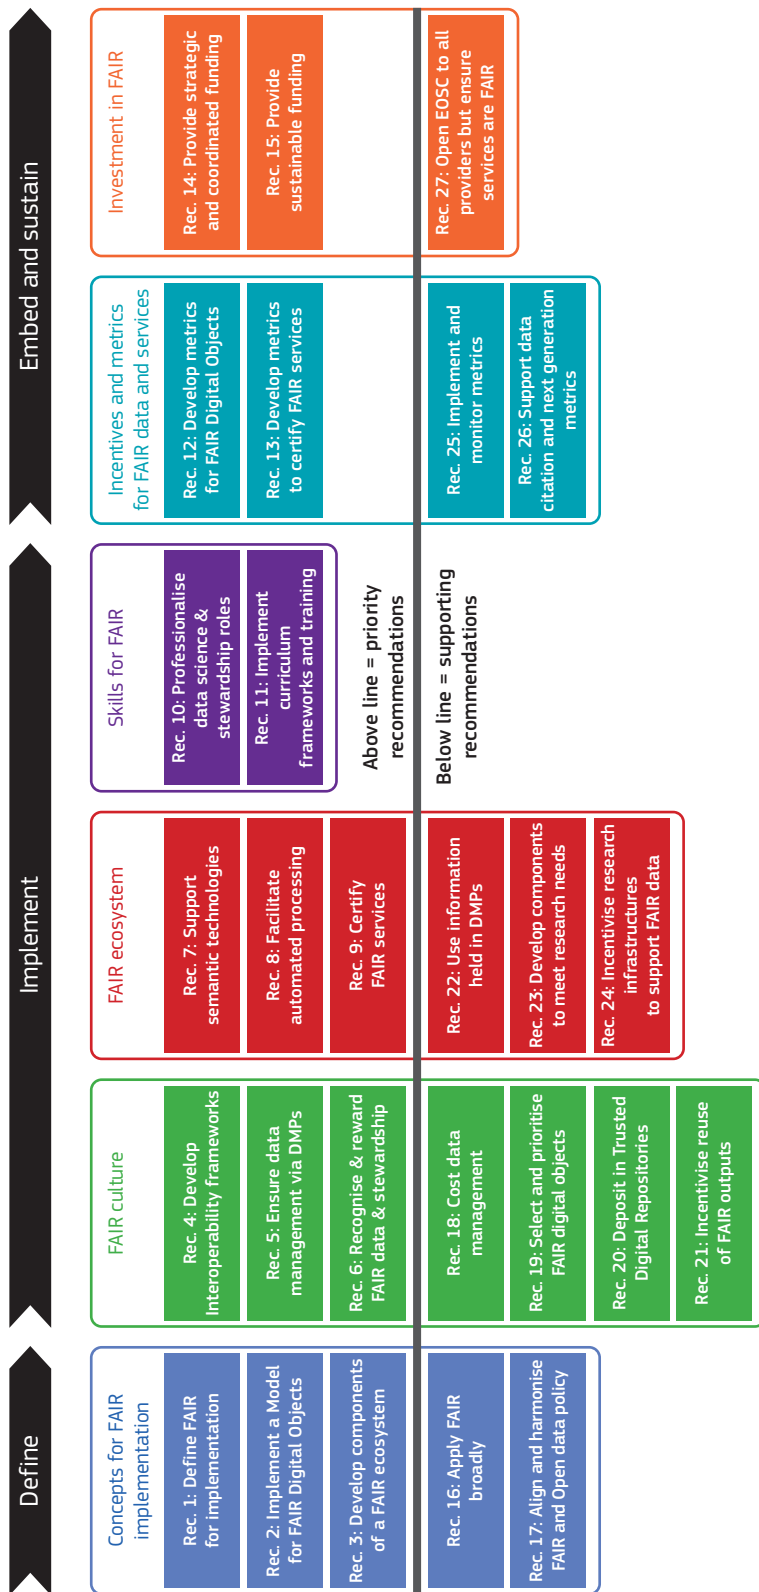 Define
Implement
Embed and sustain
Concepts for FAIR
implementation
Rec. 1: Define FAIR
for implementation
Rec. 2: Implement a Model
for FAIR Digital Objects
Rec. 3: Develop components
of a FAIR ecosystem
Rec. 16: Apply FAIR
broadly
Rec. 17: Align and harmonise
FAIR and Open data policy
FAIR culture
Rec. 4: Develop
Interoperability frameworks
Rec. 5: Ensure data
management via DMPs
Rec. 6: Recognise & reward
FAIR data & stewardship
Rec. 18: Cost data
management
Rec. 19: Select and prioritise
FAIR digital objects
Rec. 20: Deposit in Trusted
Digital Repositories
Rec. 21: Incentivise reuse
of FAIR outputs
FAIR ecosystem
Rec. 7: Support
semantic technologies
Rec. 8: Facilitate
automated processing
Rec. 9: Certify
FAIR services
Rec. 22: Use information
held in DMPs
Rec. 23: Develop components
to meet research needs
Rec. 24: Incentivise research
infrastructures
to support FAIR data
Skills for FAIR
Rec. 10: Professionalise
data science &
stewardship roles
Rec. 11: Implement
curriculum
frameworks and training
Above line = priority
recommendations
Below line = supporting
recommendations
Incentives and metrics
for FAIR data and services
Rec. 12: Develop metrics
for FAIR Digital Objects
Rec. 13: Develop metrics
to certify FAIR services
Rec. 25: Implement and
monitor metrics
Rec. 26: Support data
citation and next generation
metrics
Investment in FAIR
Rec. 14: Provide strategic
and coordinated funding
Rec. 15: Provide
sustainable funding
Rec. 27: Open EOSC to all
providers but ensure
services are FAIR